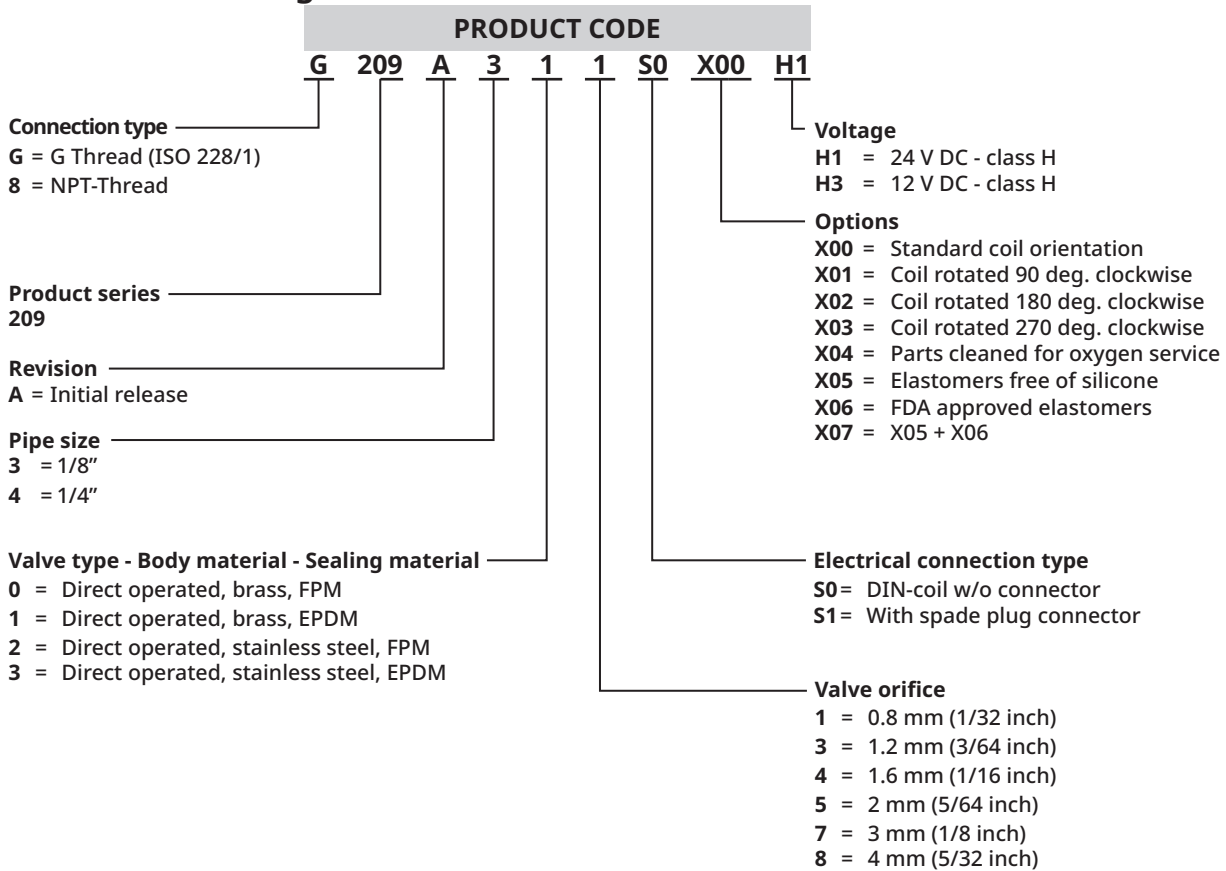 PRODUCT CODE
G 209 A 3 1 1 S0 X00 H1
Connection type
G = G Thread (ISO 228/1)
8 = NPT-Thread
Product series
209
Revision
A = Initial release
Pipe size
3 = 1/8”
4 = 1/4”
Valve type - Body material - Sealing material
0 = Direct operated, brass, FPM
1 = Direct operated, brass, EPDM
2 = Direct operated, stainless steel, FPM
3 = Direct operated, stainless steel, EPDM
Voltage
H1 = 24 V DC - class H
H3 = 12 V DC - class H
Options
X00 = Standard coil orientation
X01 = Coil rotated 90 deg. clockwise
X02 = Coil rotated 180 deg. clockwise
X03 = Coil rotated 270 deg. clockwise
X04 = Parts cleaned for oxygen service
X05 = Elastomers free of silicone
X06 = FDA approved elastomers
X07 = X05 + X06
Electrical connection type
S0 = DIN-coil w/o connector
S1 = With spade plug connector
Valve orifice
1 = 0.8 mm (1/32 inch)
3 = 1.2 mm (3/64 inch)
4 = 1.6 mm (1/16 inch)
5 = 2 mm (5/64 inch)
7 = 3 mm (1/8 inch)
8 = 4 mm (5/32 inch)